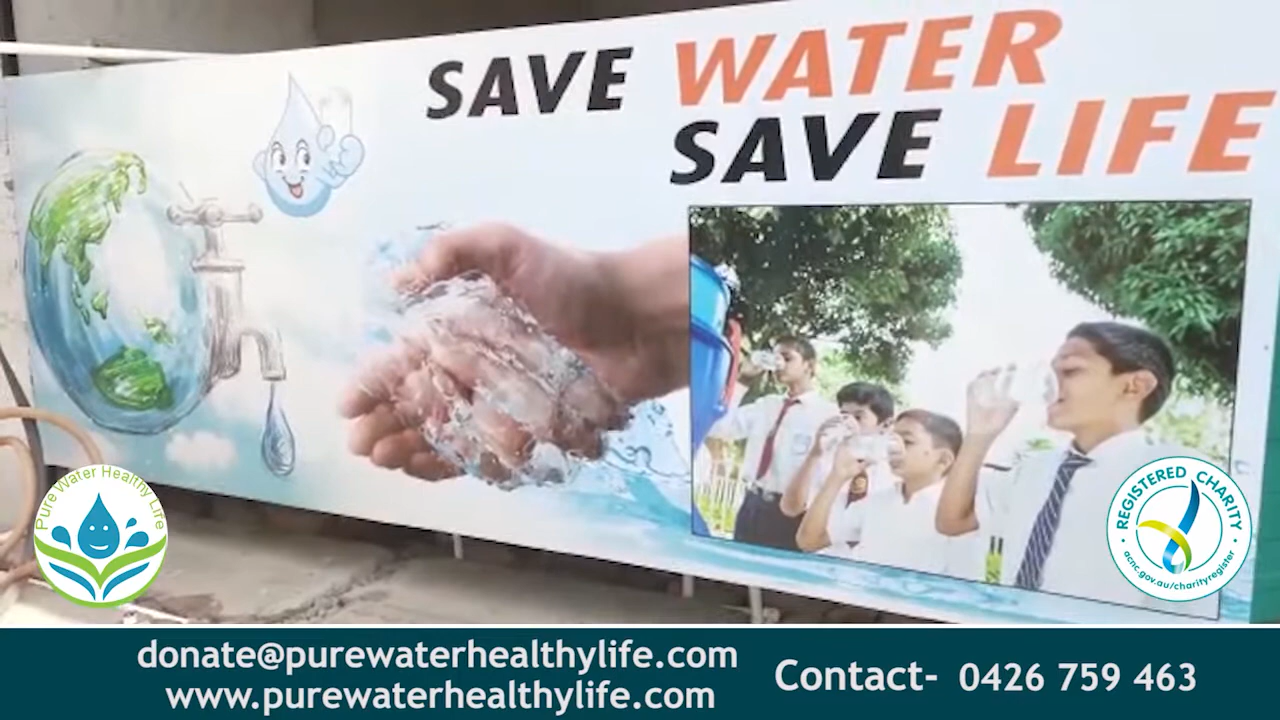 SAVE WATER
SAVE LIFE
Pure Water Healthy Life
REGISTERED CHARITY
acnc.gov.au/charityregister
donate@purewaterhealthylife.com
www.purewaterhealthylife.com
Contact- 0426 759 463